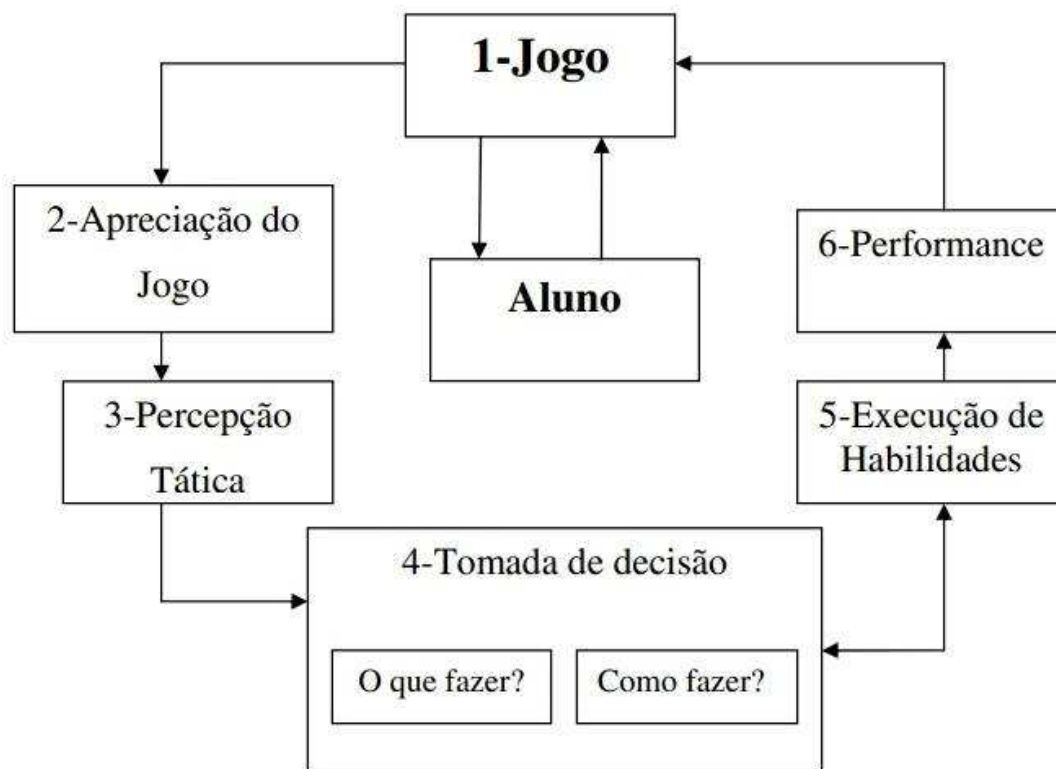 1-Jogo
2-Apreciação do
Jogo
Aluno
6-Performance
3-Percepção
Tática
5-Execução de
Habilidades
4-Tomada de decisão
O que fazer?
Como fazer?